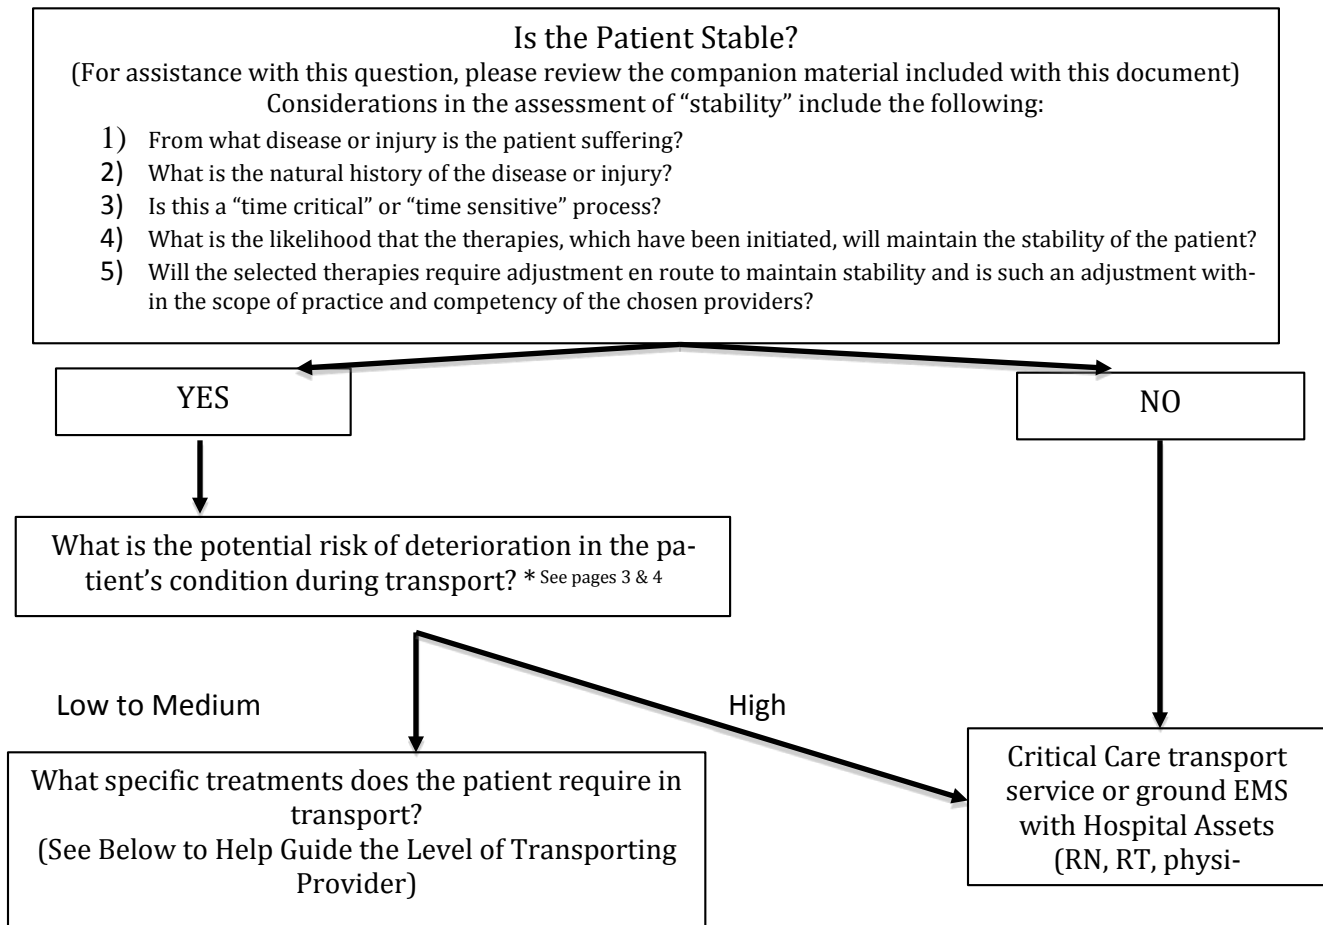 Is the Patient Stable?
(For assistance with this question, please review the companion material included with this document)
Considerations in the assessment of “stability” include the following:
1) From what disease or injury is the patient suffering?
2) What is the natural history of the disease or injury?
3) Is this a “time critical” or “time sensitive” process?
4) What is the likelihood that the therapies, which have been initiated, will maintain the stability of the patient?
5) Will the selected therapies require adjustment en route to maintain stability and is such an adjustment with-
in the scope of practice and competency of the chosen providers?
YES
NO
What is the potential risk of deterioration in the pa-
tient’s condition during transport? * See pages 3 & 4
Low to Medium
High
What specific treatments does the patient require in
transport?
(See Below to Help Guide the Level of Transporting
Provider)
Critical Care transport
service or ground EMS
with Hospital Assets
(RN, RT, physi-